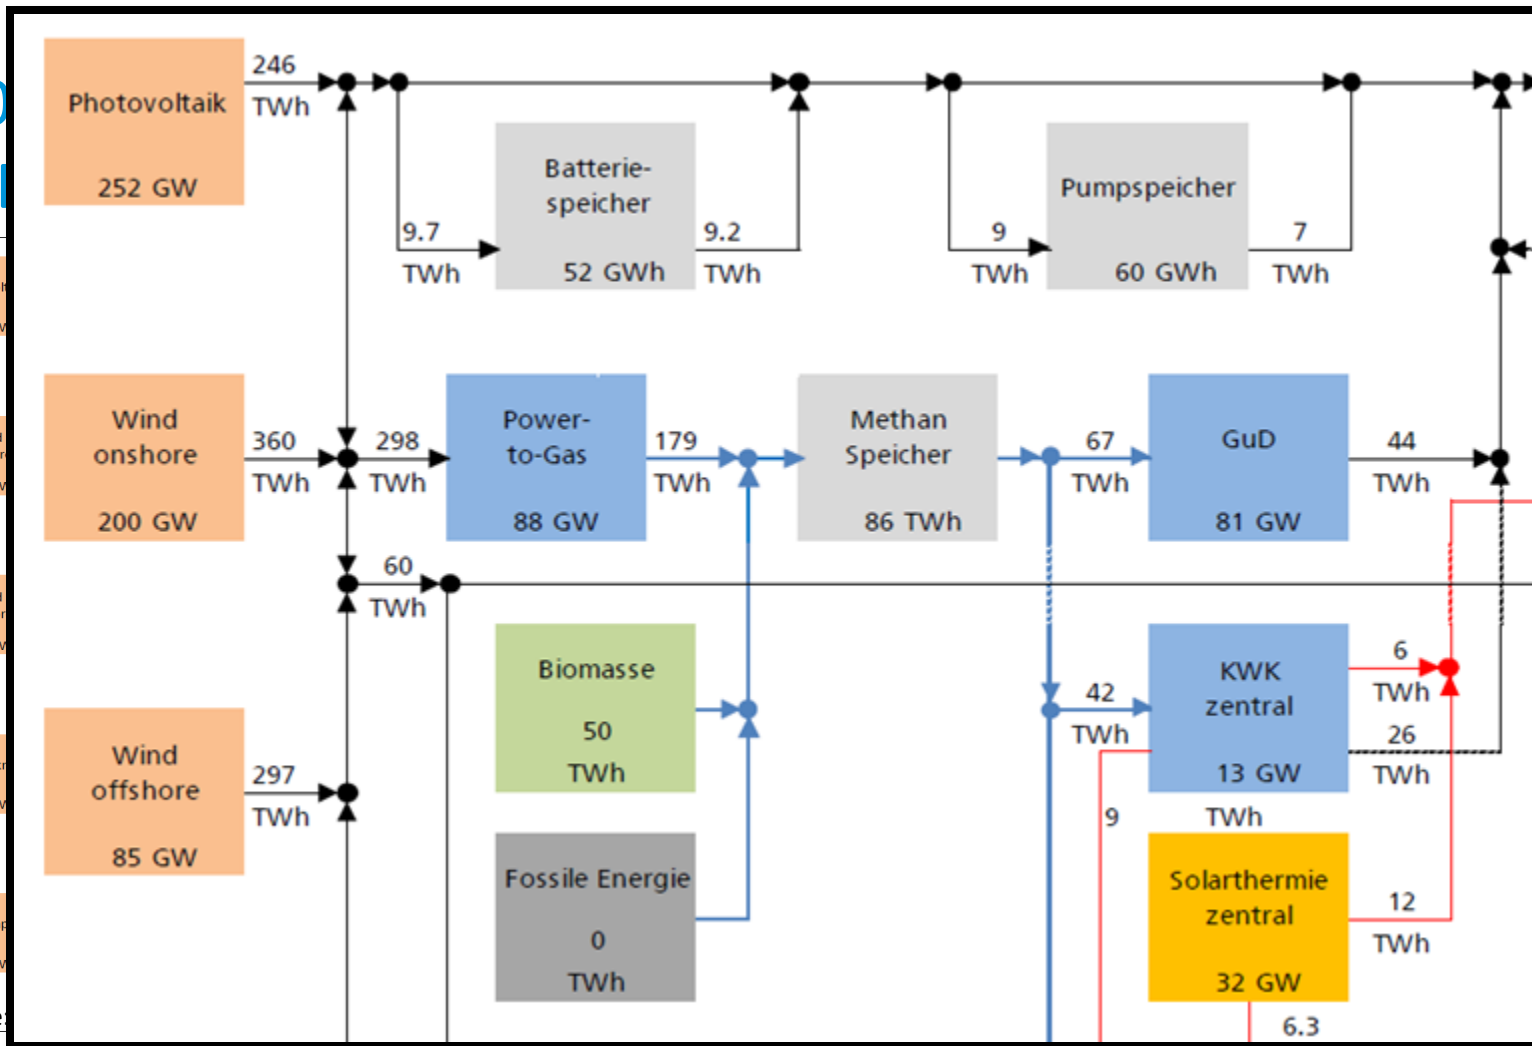 246
TWh
Photovoltaik
252 GW
Batterie-
speicher
52 GWh
9.7
TWh
9.2
TWh
Pumpspeicher
60 GWh
9
TWh
7
TWh
Wind
onshore
200 GW
360
TWh
298
TWh
Power-
to-Gas
88 GW
179
TWh
Methan
Speicher
86 TWh
67
TWh
GuD
81 GW
44
TWh
60
TWh
Biomasse
50
TWh
42
TWh
KWK
zentral
13 GW
TWh
6
TWh
26
TWh
9
Wind
offshore
85 GW
297
TWh
Fossile Energie
0
TWh
Solarthermie
zentral
32 GW
12
TWh
6.3